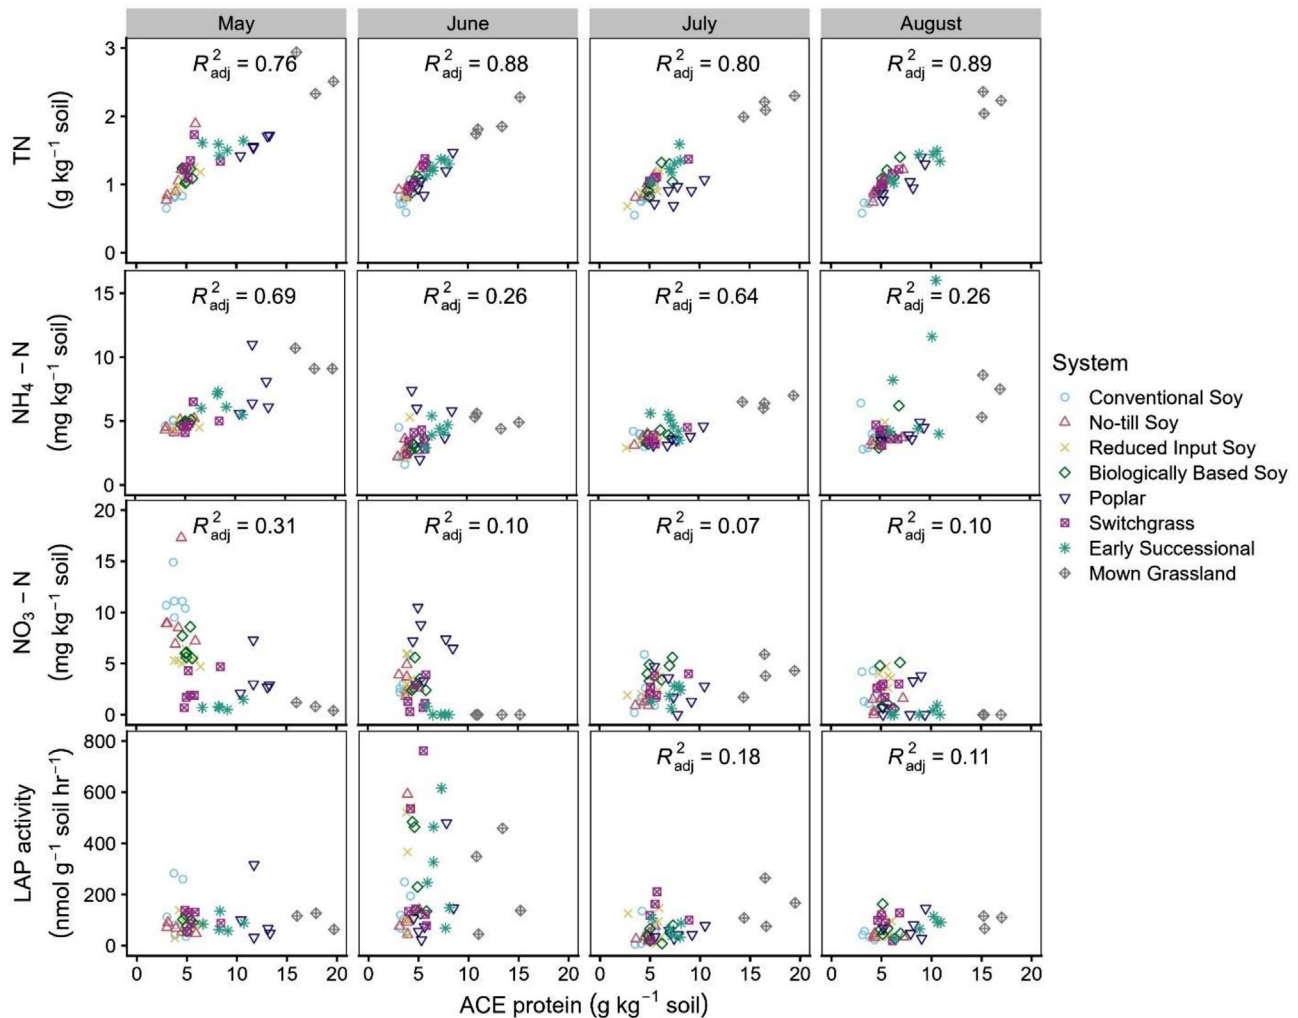 May June July August
TN
(g kg⁻¹ soil)
3
2
1
0
R²adj = 0.76
R²adj = 0.88
R²adj = 0.80
R²adj = 0.89
NH₄ − N
(mg kg⁻¹ soil)
15
10
5
0
R²adj = 0.69
R²adj = 0.26
R²adj = 0.64
R²adj = 0.26
NO₃ − N
(mg kg⁻¹ soil)
20
15
10
5
0
R²adj = 0.31
R²adj = 0.10
R²adj = 0.07
R²adj = 0.10
LAP activity
(nmol g⁻¹ soil hr⁻¹)
800
600
400
200
0
R²adj = 0.18
R²adj = 0.11
0 5 10 15 20 0 5 10 15 20 0 5 10 15 20 0 5 10 15 20
ACE protein (g kg⁻¹ soil)
System
Conventional Soy
No-till Soy
Reduced Input Soy
Biologically Based Soy
Poplar
Switchgrass
Early Successional
Mown Grassland